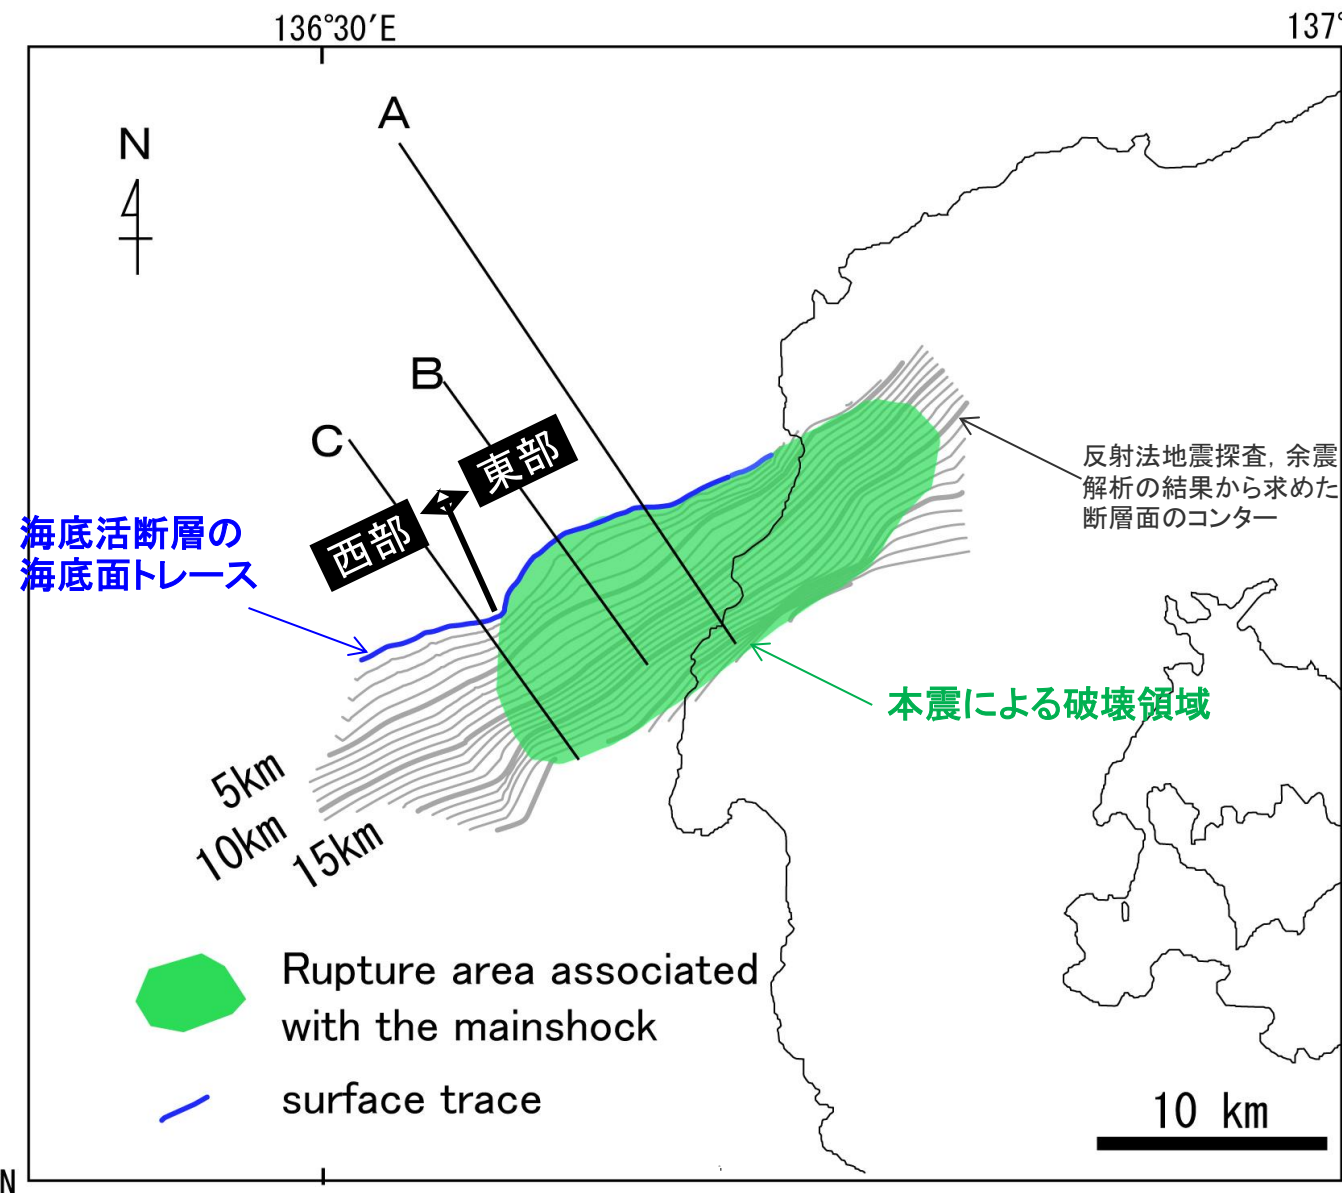 136°30′E
137°
A
N
B
C
東部
西部
海底活断層の
海底面トレース
反射法地震探査, 余震
解析の結果から求めた
断層面のコンター
本震による破壊領域
5km
10km
15km
Rupture area associated
with the mainshock
surface trace
10 km
N